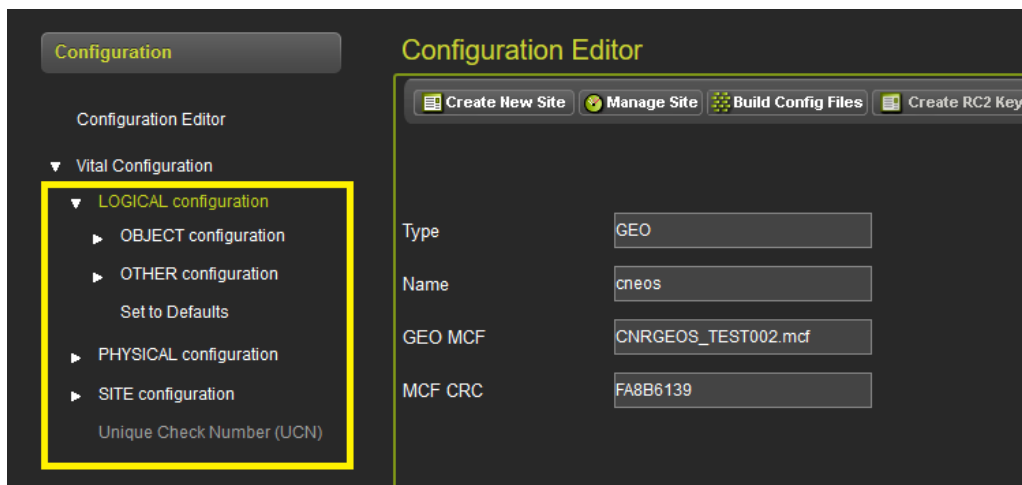 Configuration
Configuration Editor
Vital Configuration
LOGICAL configuration
OBJECT configuration
OTHER configuration
Set to Defaults
PHYSICAL configuration
SITE configuration
Unique Check Number (UCN)
Configuration Editor
Create New Site Manage Site Build Config Files Create RC2 Key
Type GEO
Name cneos
GEO MCF CNRGEOS_TEST002.mcf
MCF CRC FA8B6139